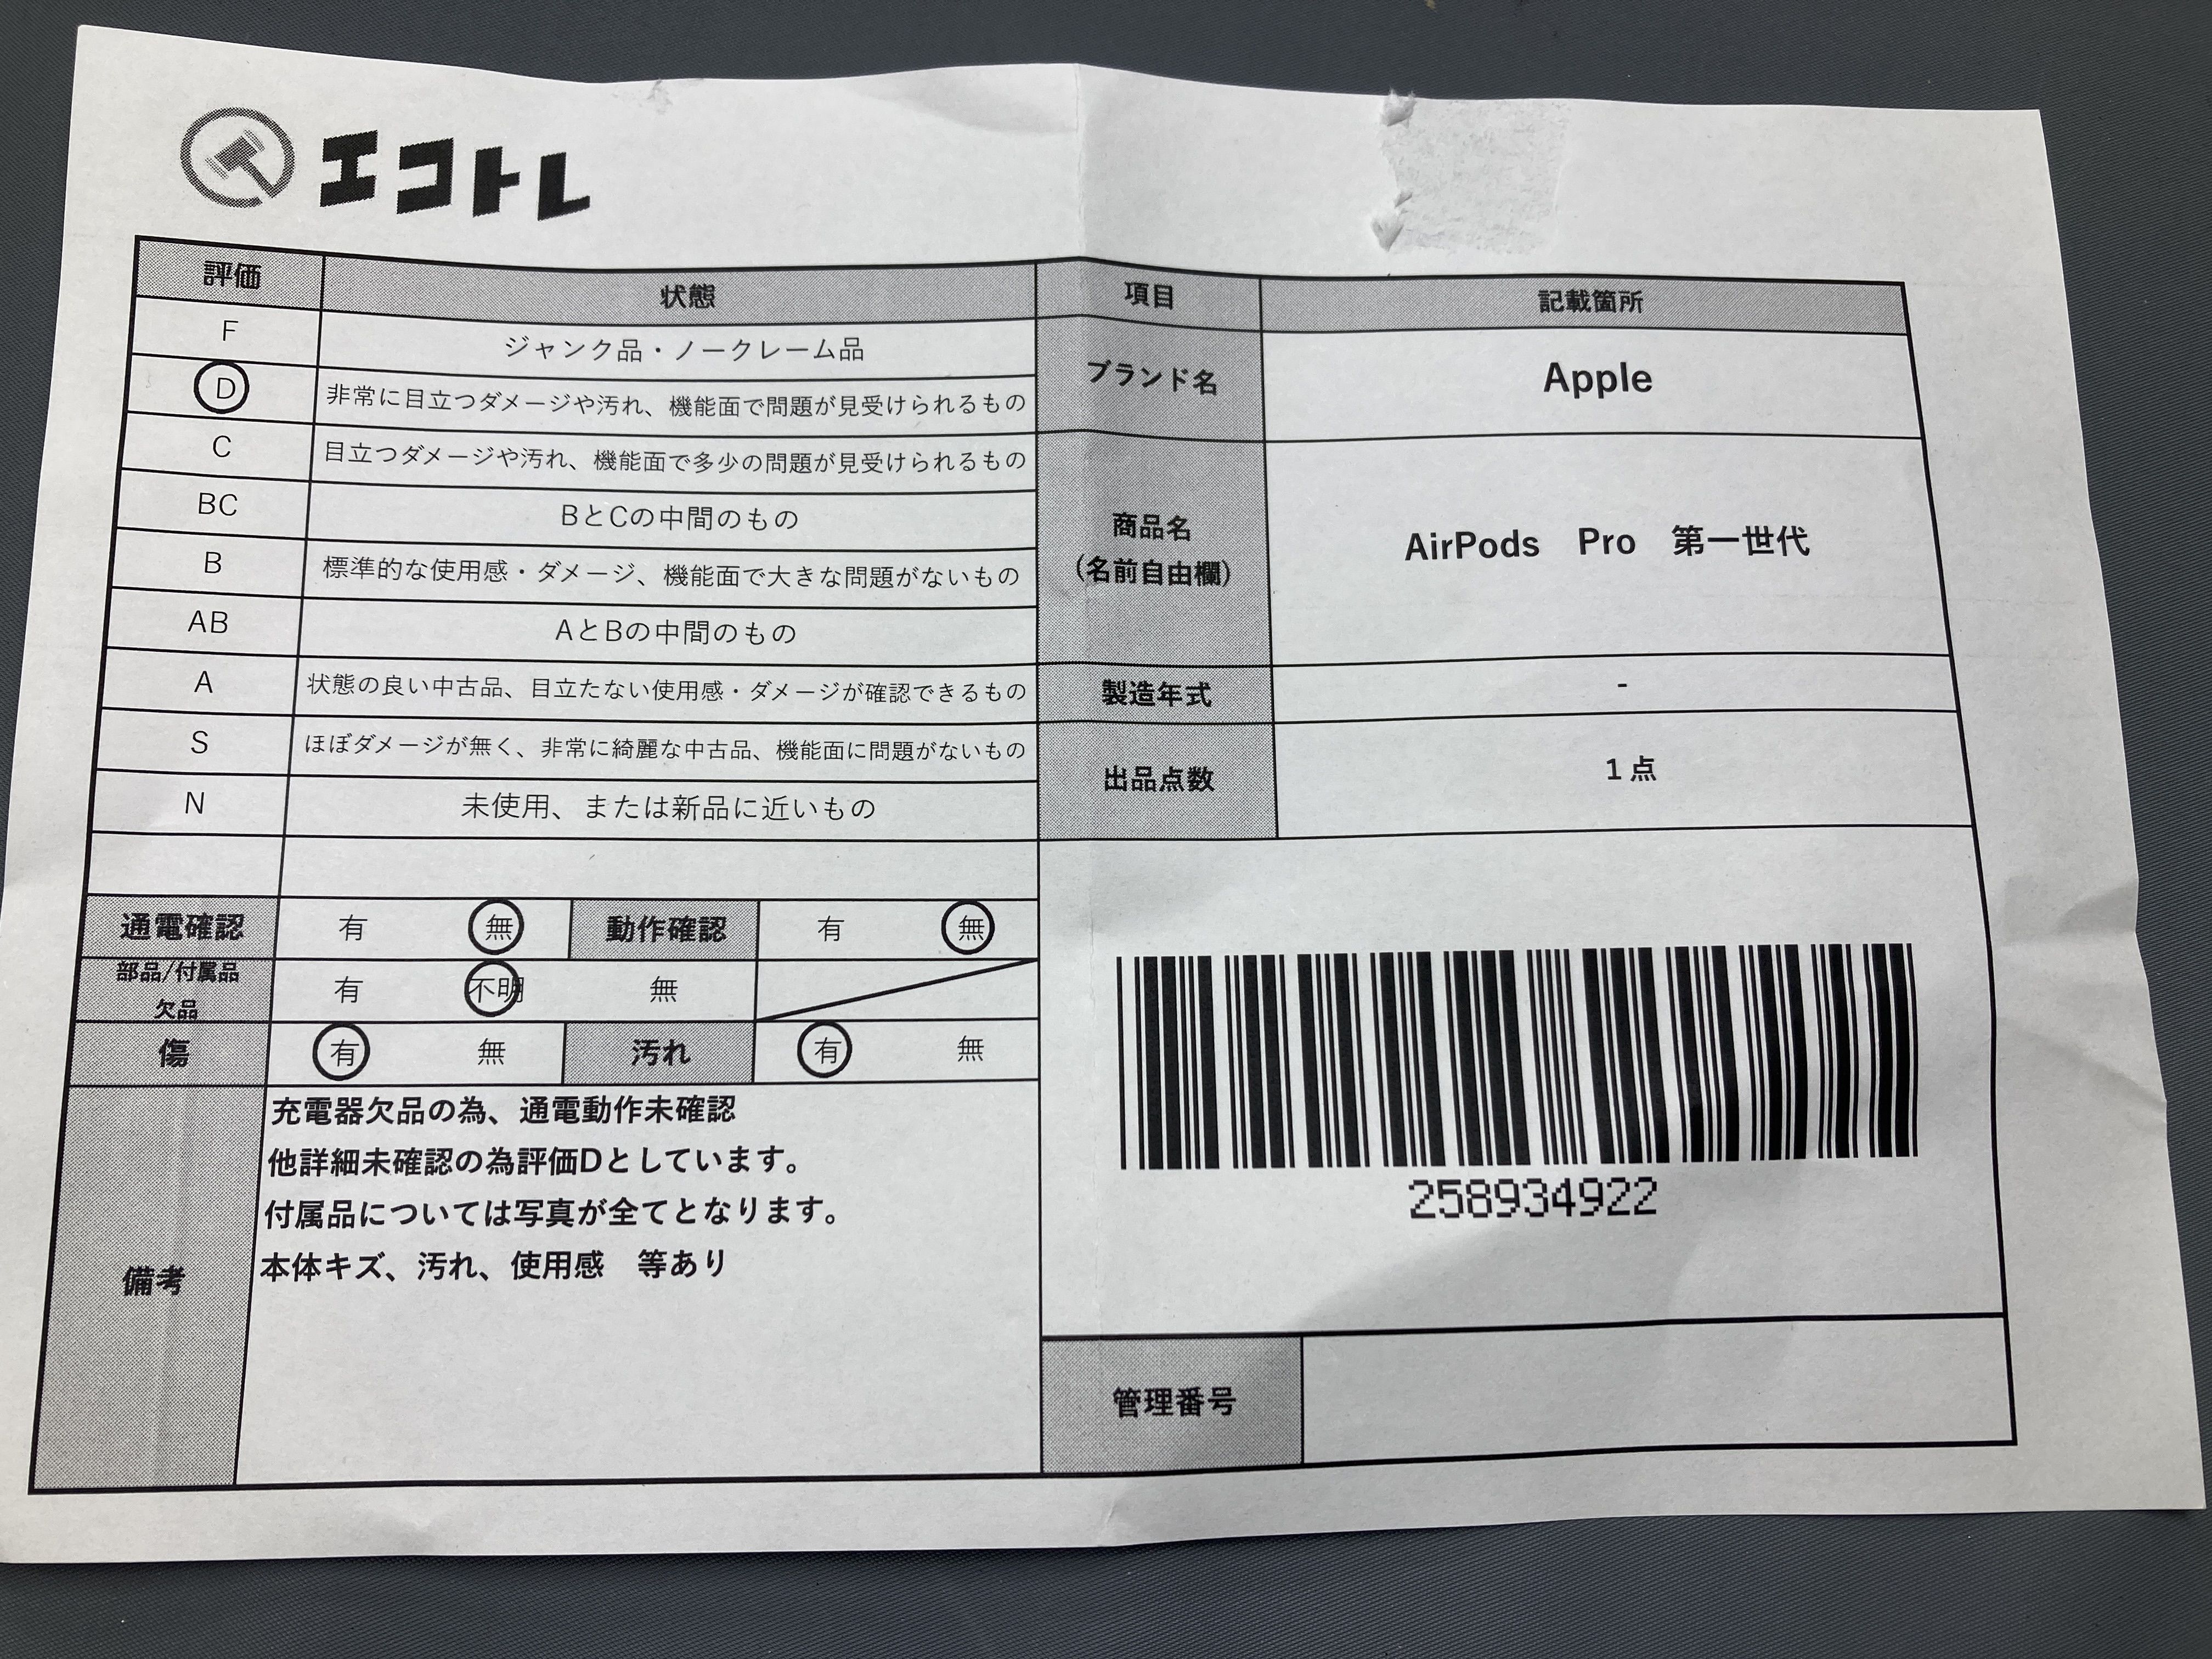 エコトレ
評価 状態
F ジャンク品・ノークレーム品
D 非常に目立つダメージや汚れ、機能面で問題が見受けられるもの
C 目立つダメージや汚れ、機能面で多少の問題が見受けられるもの
BC BとCの中間のもの
B 標準的な使用感・ダメージ、機能面で大きな問題がないもの
AB AとBの中間のもの
A 状態の良い中古品、目立たない使用感・ダメージが確認できるもの
S ほぼダメージが無く、非常に綺麗な中古品、機能面に問題がないもの
N 未使用、または新品に近いもの
通電確認 有 無 動作確認 有 無
部品/付属品
欠品
有 不明 無
傷 有 無 汚れ 有 無
備考
充電器欠品の為、通電動作未確認
他詳細未確認の為評価Dとしています。
付属品については写真が全てとなります。
本体キズ、汚れ、使用感　等あり
項目 記載箇所
ブランド名 Apple
商品名
(名前自由欄)
AirPods　Pro　第一世代
製造年式 -
出品点数 1点
258934922
管理番号